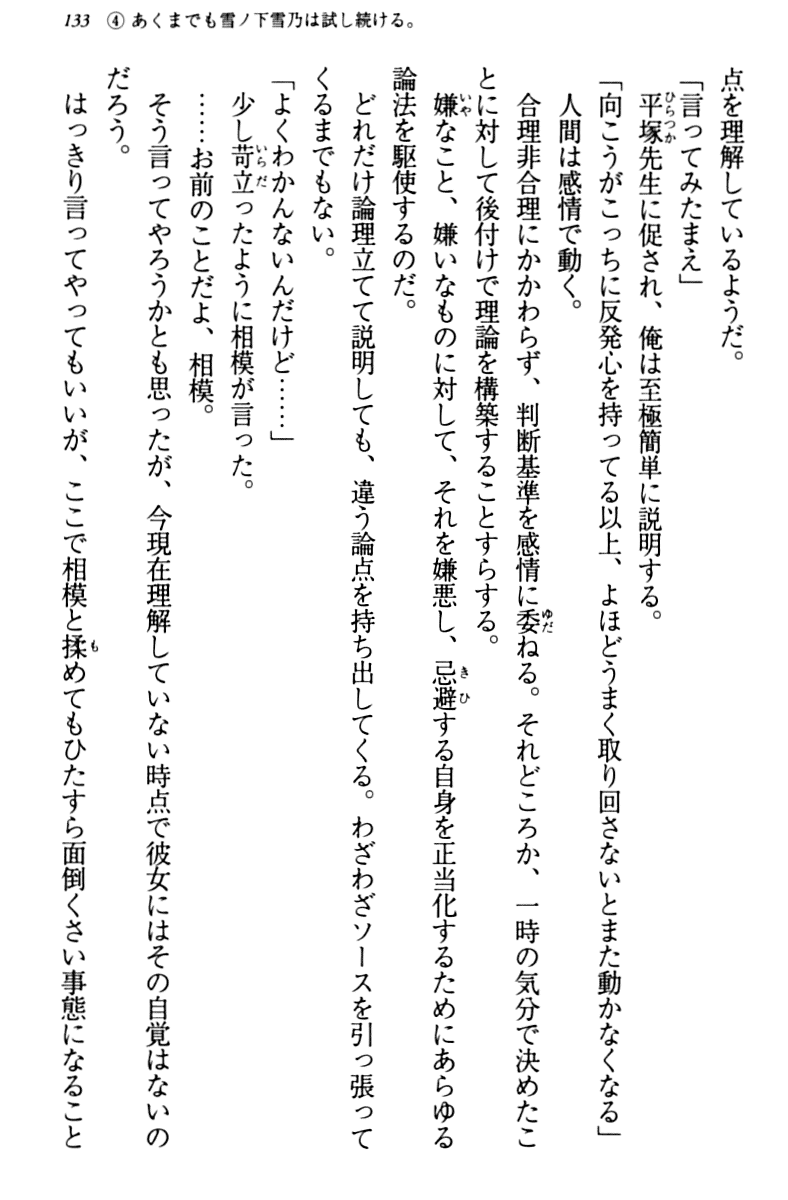 133 ④ あくまでも雪ノ下雪乃は試し続ける。
点を理解しているようだ。
「言ってみたまえ」
平塚先生に促され、俺は至極簡単に説明する。
「向こうがこっちに反発心を持ってる以上、よほどうまく取り回さないとまた動かなくなる」
人間は感情で動く。
合理非合理にかかわらず、判断基準を感情に委ねる。それどころか、一時の気分で決めたこ
とに対して後付けで理論を構築することすらする。
嫌なこと、嫌いなものに対して、それを嫌悪し、忌避する自身を正当化するためにあらゆる
論法を駆使するのだ。
どれだけ論理立てて説明しても、違う論点を持ち出してくる。わざわざソースを引っ張って
くるまでもない。
「よくわかんないんだけど……」
少し苛立ったように相模が言った。
……お前のことだよ、相模。
そう言ってやろうかとも思ったが、今現在理解していない時点で彼女にはその自覚はないの
だろう。
はっきり言ってやってもいいが、ここで相模と揉めてもひたすら面倒くさい事態になること